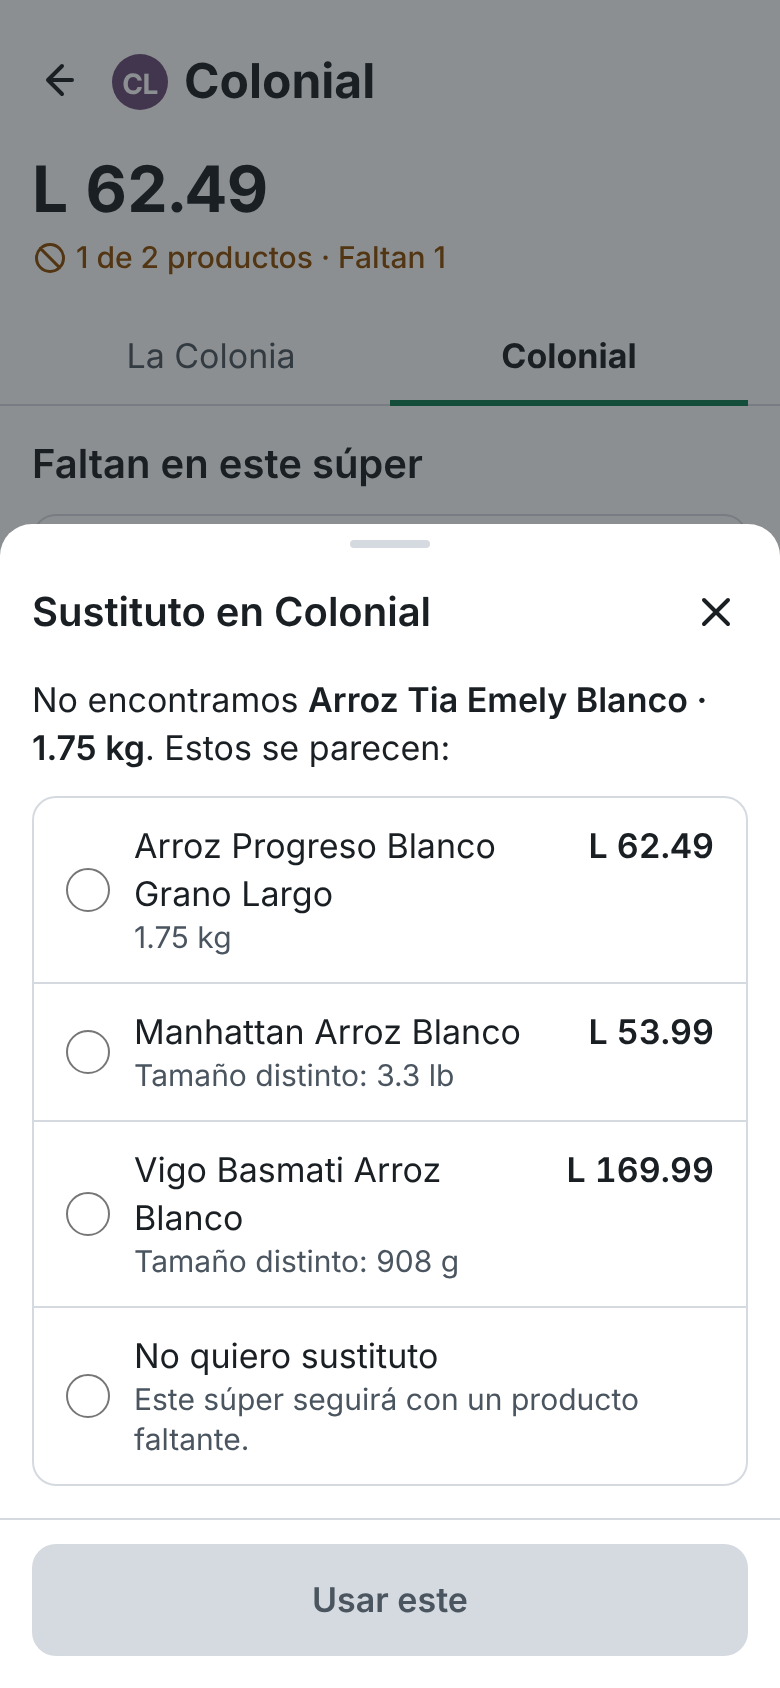 CL Colonial
L 62.49
1 de 2 productos · Faltan 1
La Colonia Colonial
Faltan en este súper
Sustituto en Colonial
No encontramos Arroz Tia Emely Blanco ·
1.75 kg. Estos se parecen:
Arroz Progreso Blanco L 62.49
Grano Largo
1.75 kg
Manhattan Arroz Blanco L 53.99
Tamaño distinto: 3.3 lb
Vigo Basmati Arroz L 169.99
Blanco
Tamaño distinto: 908 g
No quiero sustituto
Este súper seguirá con un producto
faltante.
Usar este